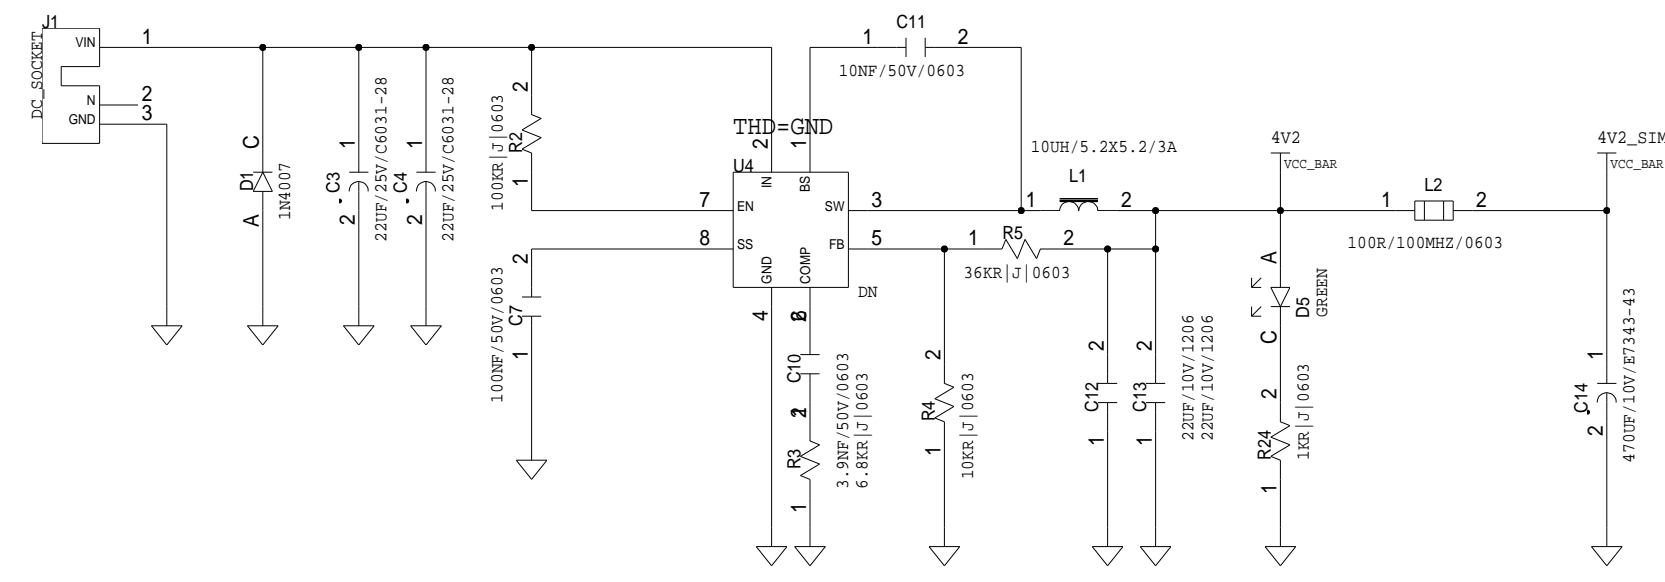 J1
DC_SOCKET
VIN
1
N
2
GND
3
C
D1
1N4007
A
1
C3
2
22UF/25V/C6031-28
1
C4
2
22UF/25V/C6031-28
2
R2
1
100KR|J|0603
C11
1
2
10NF/50V/0603
THD=GND
U4
2
IN
1
BS
7
EN
SW
3
8
SS
FB
5
GND
4
COMP
DN
2
C7
1
100NF/50V/0603
C10
3.9NF/50V/0603
R3
6.8KR|J|0603
1
10UH/5.2X5.2/3A
L1
1
2
1
R5
2
36KR|J|0603
2
R4
1
10KR|J|0603
2
C12
1
2
C13
1
22UF/10V/1206
22UF/10V/1206
4V2
VCC_BAR
A
D5
GREEN
C
2
R24
1
1KR|J|0603
L2
1
2
100R/100MHZ/0603
4V2_SIM
VCC_BAR
1
C14
2
470UF/10V/E7343-43